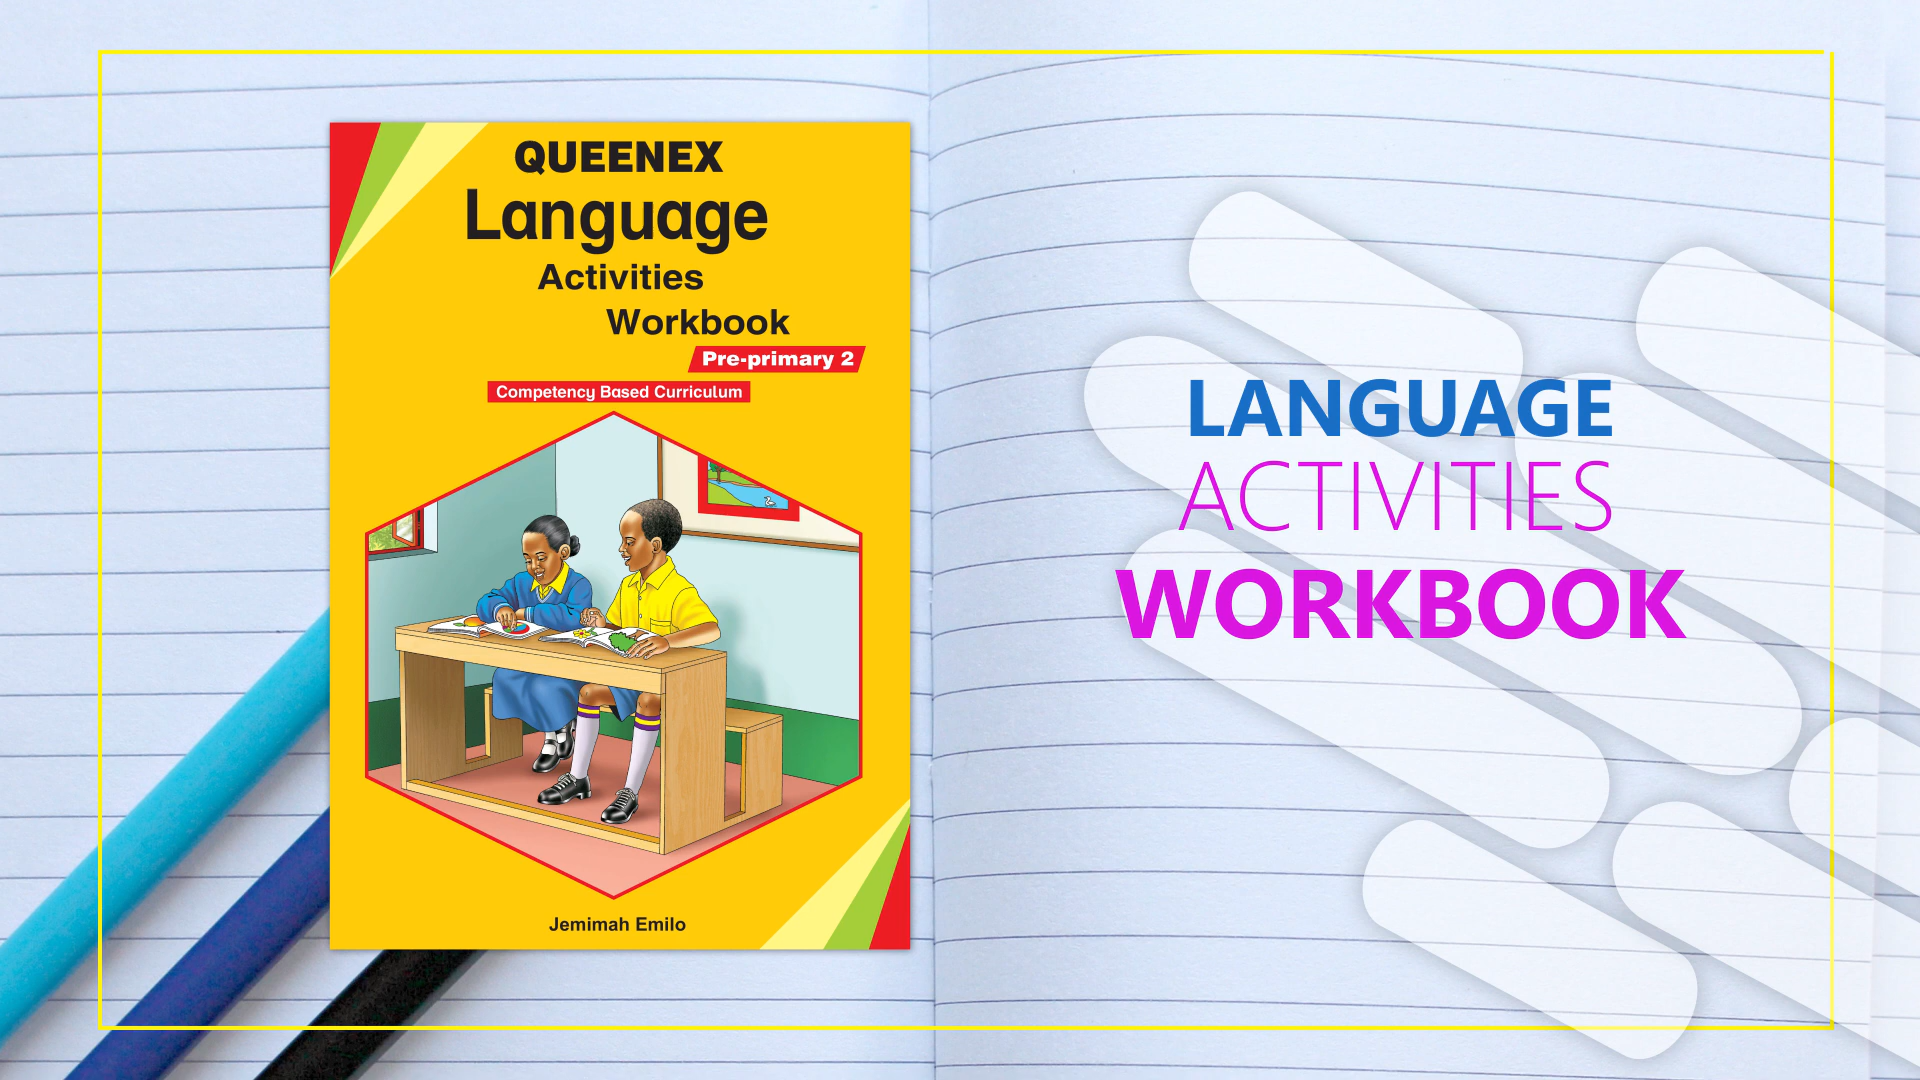 QUEENEX
Language
Activities
Workbook
Pre-primary 2
Competency Based Curriculum
Jemimah Emilo
LANGUAGE
ACTIVITIES
WORKBOOK